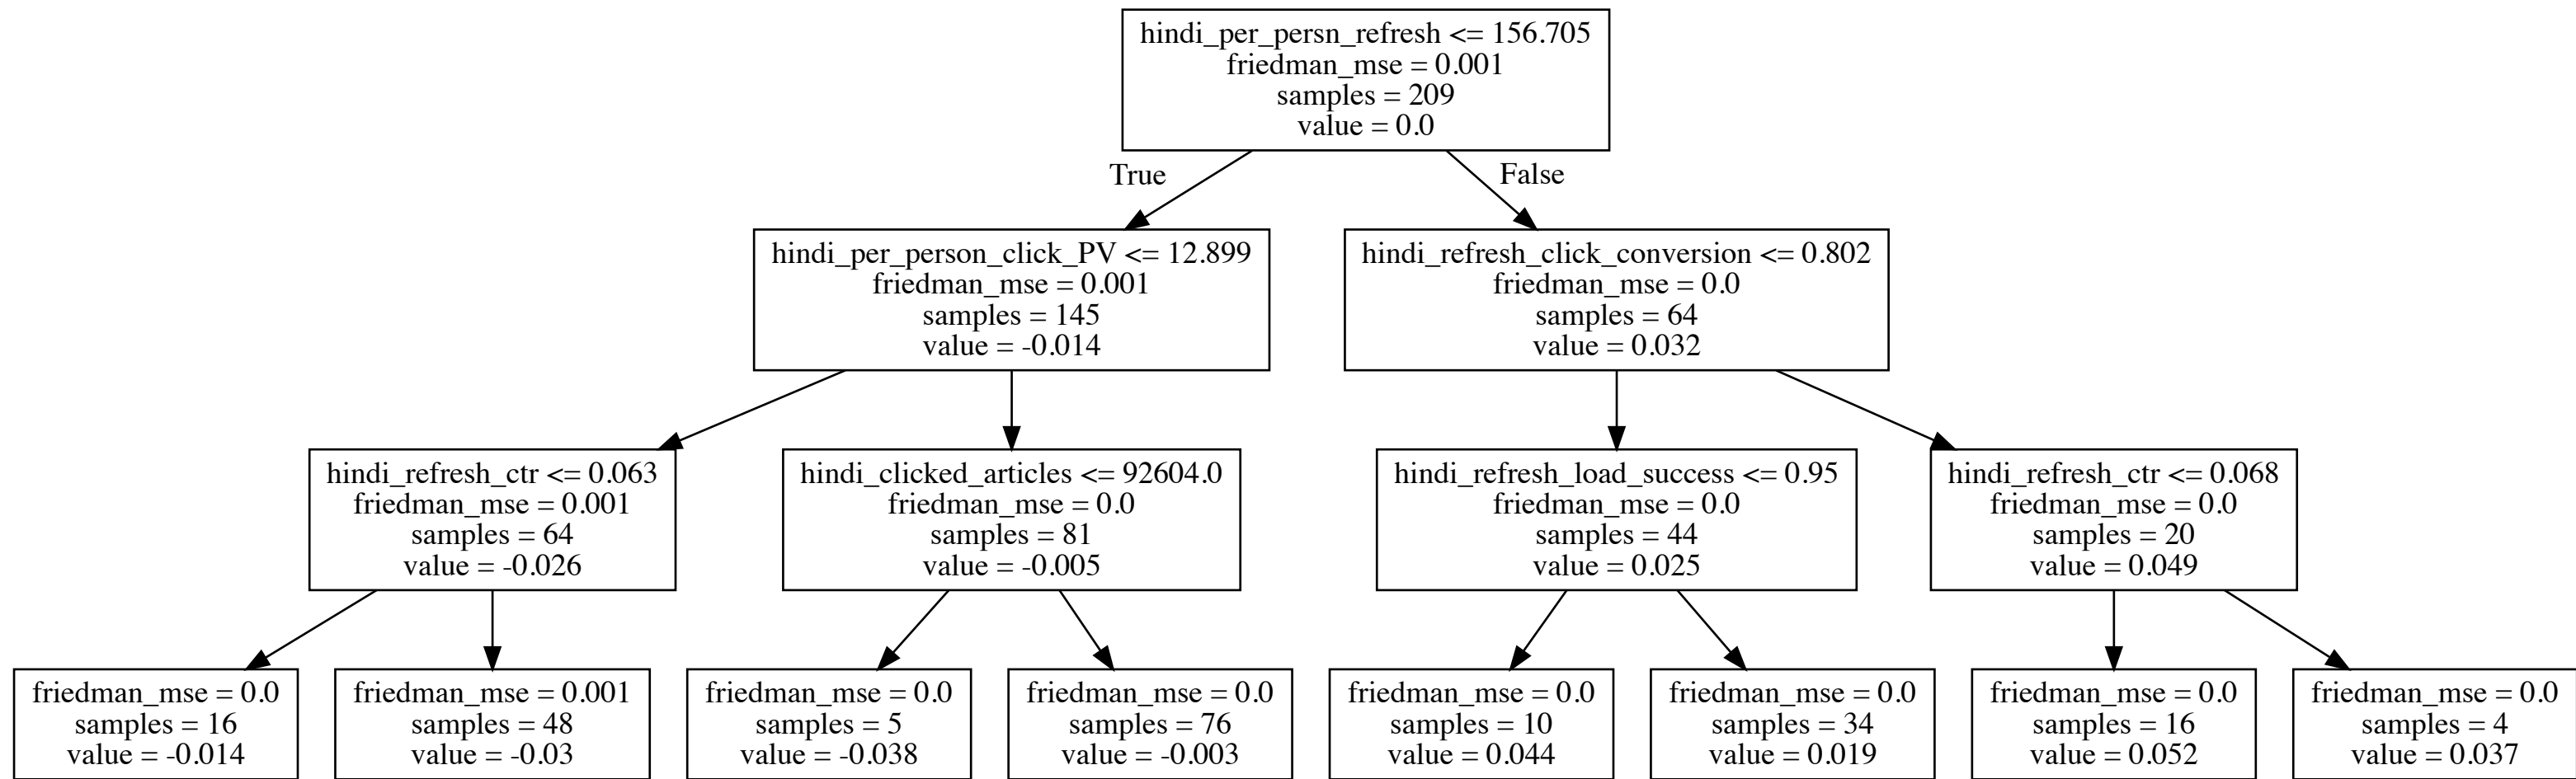 hindi_per_persn_refresh <= 156.705
friedman_mse = 0.001
samples = 209
value = 0.0
True
False
hindi_per_person_click_PV <= 12.899
friedman_mse = 0.001
samples = 145
value = -0.014
hindi_refresh_click_conversion <= 0.802
friedman_mse = 0.0
samples = 64
value = 0.032
hindi_refresh_ctr <= 0.063
friedman_mse = 0.001
samples = 64
value = -0.026
hindi_clicked_articles <= 92604.0
friedman_mse = 0.0
samples = 81
value = -0.005
hindi_refresh_load_success <= 0.95
friedman_mse = 0.0
samples = 44
value = 0.025
hindi_refresh_ctr <= 0.068
friedman_mse = 0.0
samples = 20
value = 0.049
friedman_mse = 0.0
samples = 16
value = -0.014
friedman_mse = 0.001
samples = 48
value = -0.03
friedman_mse = 0.0
samples = 5
value = -0.038
friedman_mse = 0.0
samples = 76
value = -0.003
friedman_mse = 0.0
samples = 10
value = 0.044
friedman_mse = 0.0
samples = 34
value = 0.019
friedman_mse = 0.0
samples = 16
value = 0.052
friedman_mse = 0.0
samples = 4
value = 0.037